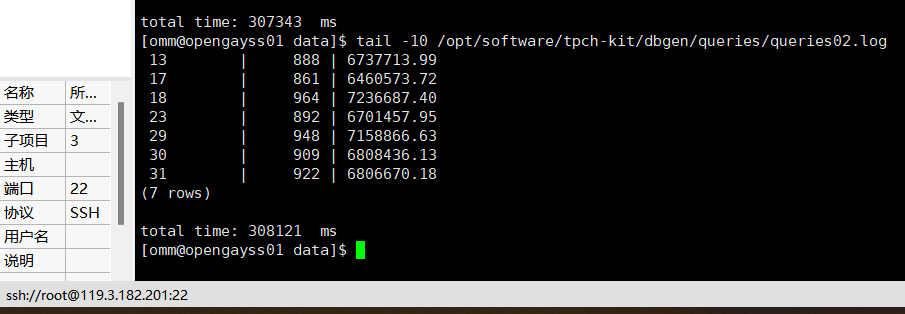 total time: 307343  ms
[omm@opengayss01 data]$ tail -10 /opt/software/tpch-kit/dbgen/queries/queries02.log
13 | 888 | 6737713.99
17 | 861 | 6460573.72
18 | 964 | 7236687.40
23 | 892 | 6701457.95
29 | 948 | 7158866.63
30 | 909 | 6808436.13
31 | 922 | 6806670.18
(7 rows)
total time: 308121  ms
[omm@opengayss01 data]$
名称 所...
类型 文...
子项目 3
主机
端口 22
协议 SSH
用户名
说明
ssh://root@119.3.182.201:22